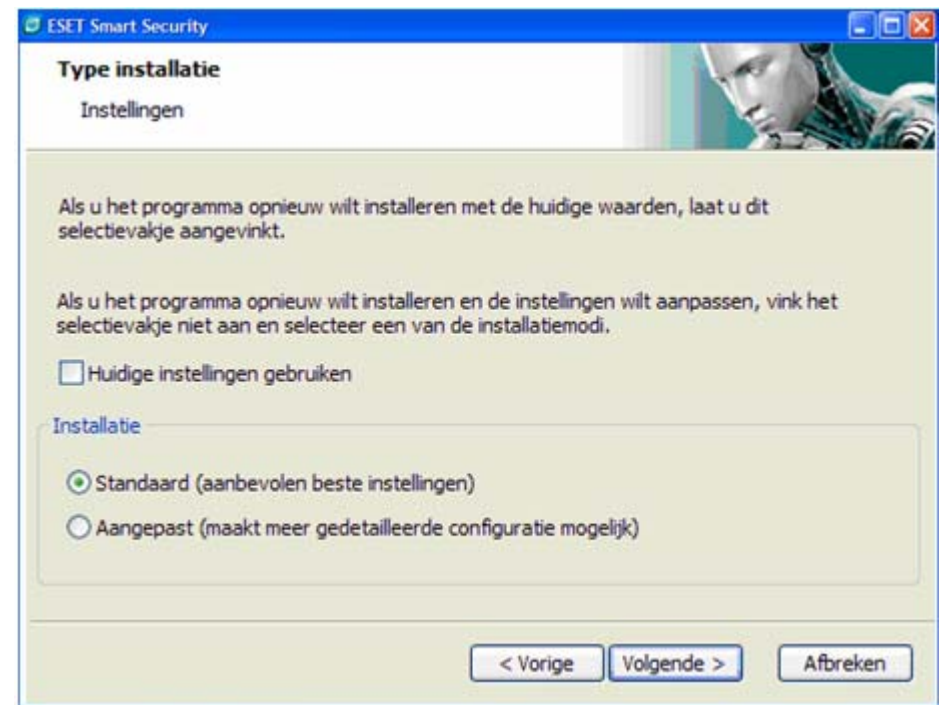 ESET Smart Security
Type installatie
Instellingen
Als u het programma opnieuw wilt installeren met de huidige waarden, laat u dit
selectievakje aangevinkt.
Als u het programma opnieuw wilt installeren en de instellingen wilt aanpassen, vink het
selectievakje niet aan en selecteer een van de installatiemodi.
Huidige instellingen gebruiken
Installatie
Standaard (aanbevolen beste instellingen)
Aangepast (maakt meer gedetailleerde configuratie mogelijk)
< Vorige
Volgende >
Afbreken